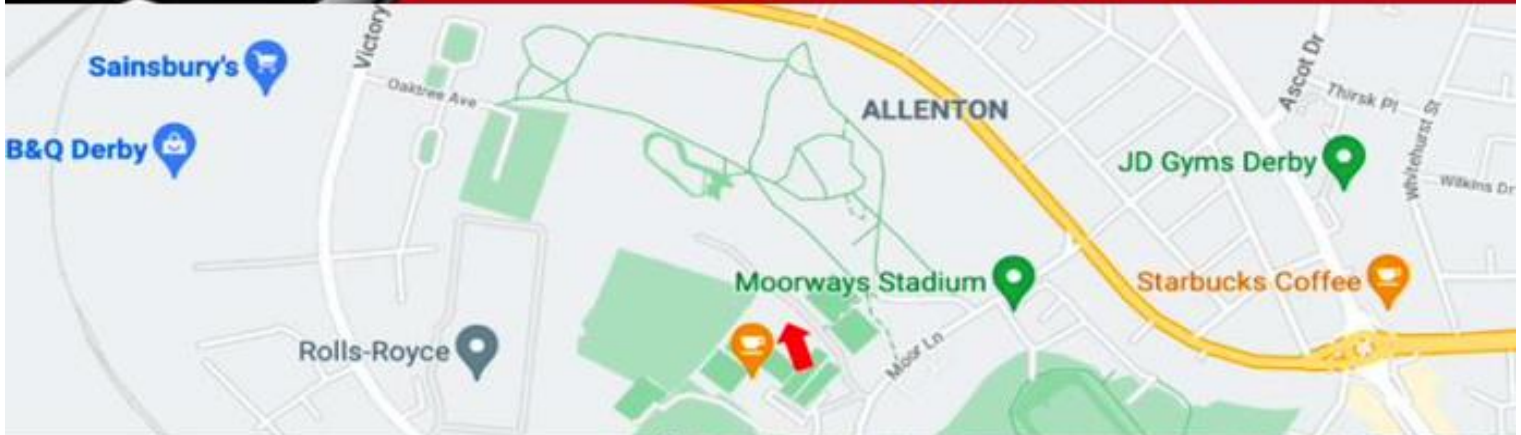 Sainsbury's
Victory
Oaktree Ave
B&Q Derby
ALLENTON
Ascot Dr
Thirsk Pl
JD Gyms Derby
Whitehurst St
Wilkins Dr
Moorways Stadium
Starbucks Coffee
Rolls-Royce
Moor Ln